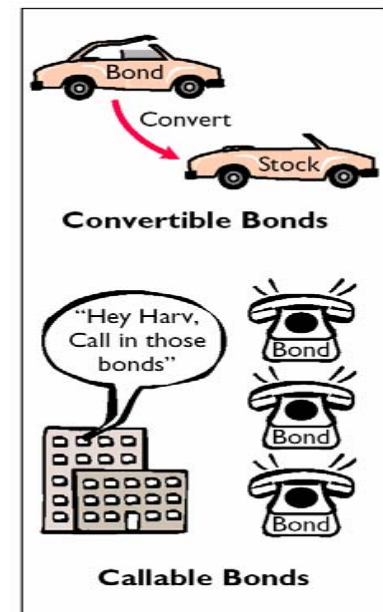 Bond
Convert
Stock
Convertible Bonds
"Hey Harv,
Call in those
bonds"
Bond
Bond
Bond
Callable Bonds